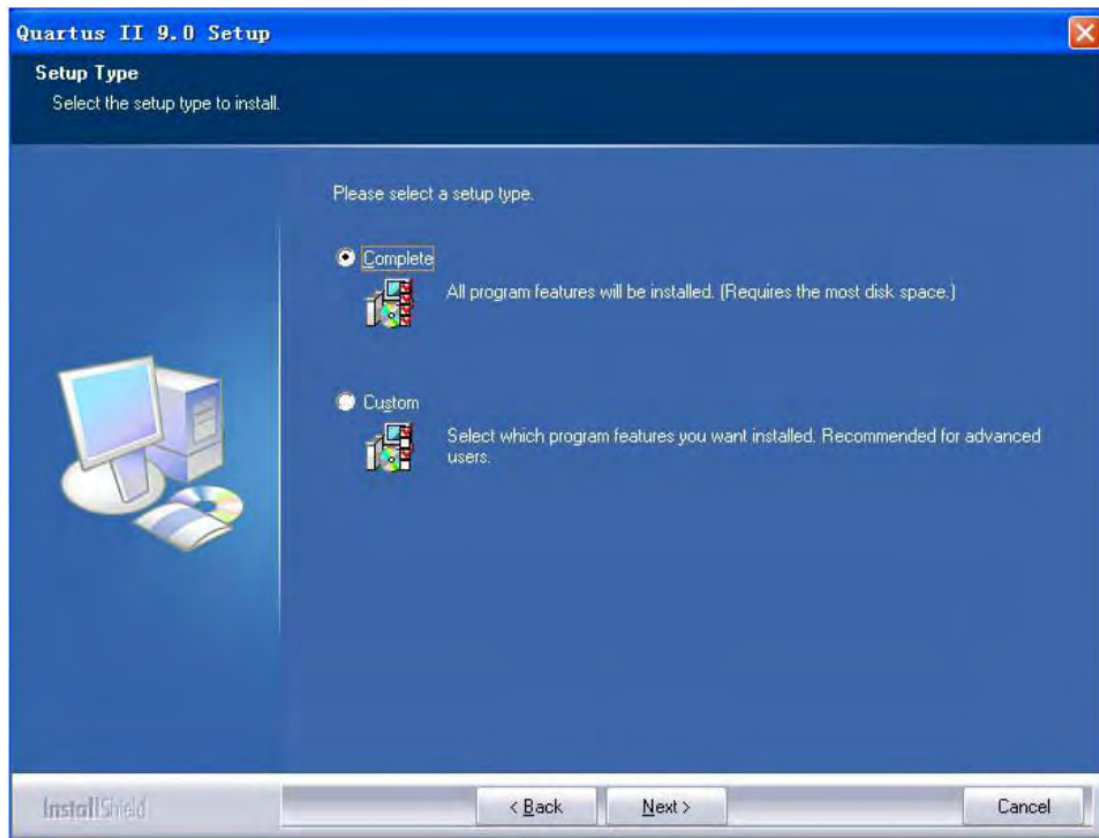 Quartus II 9.0 Setup
Setup Type
Select the setup type to install.
Please select a setup type.
Complete
All program features will be installed. (Requires the most disk space.)
Custom
Select which program features you want installed. Recommended for advanced
users.
InstallShield
< Back
Next >
Cancel